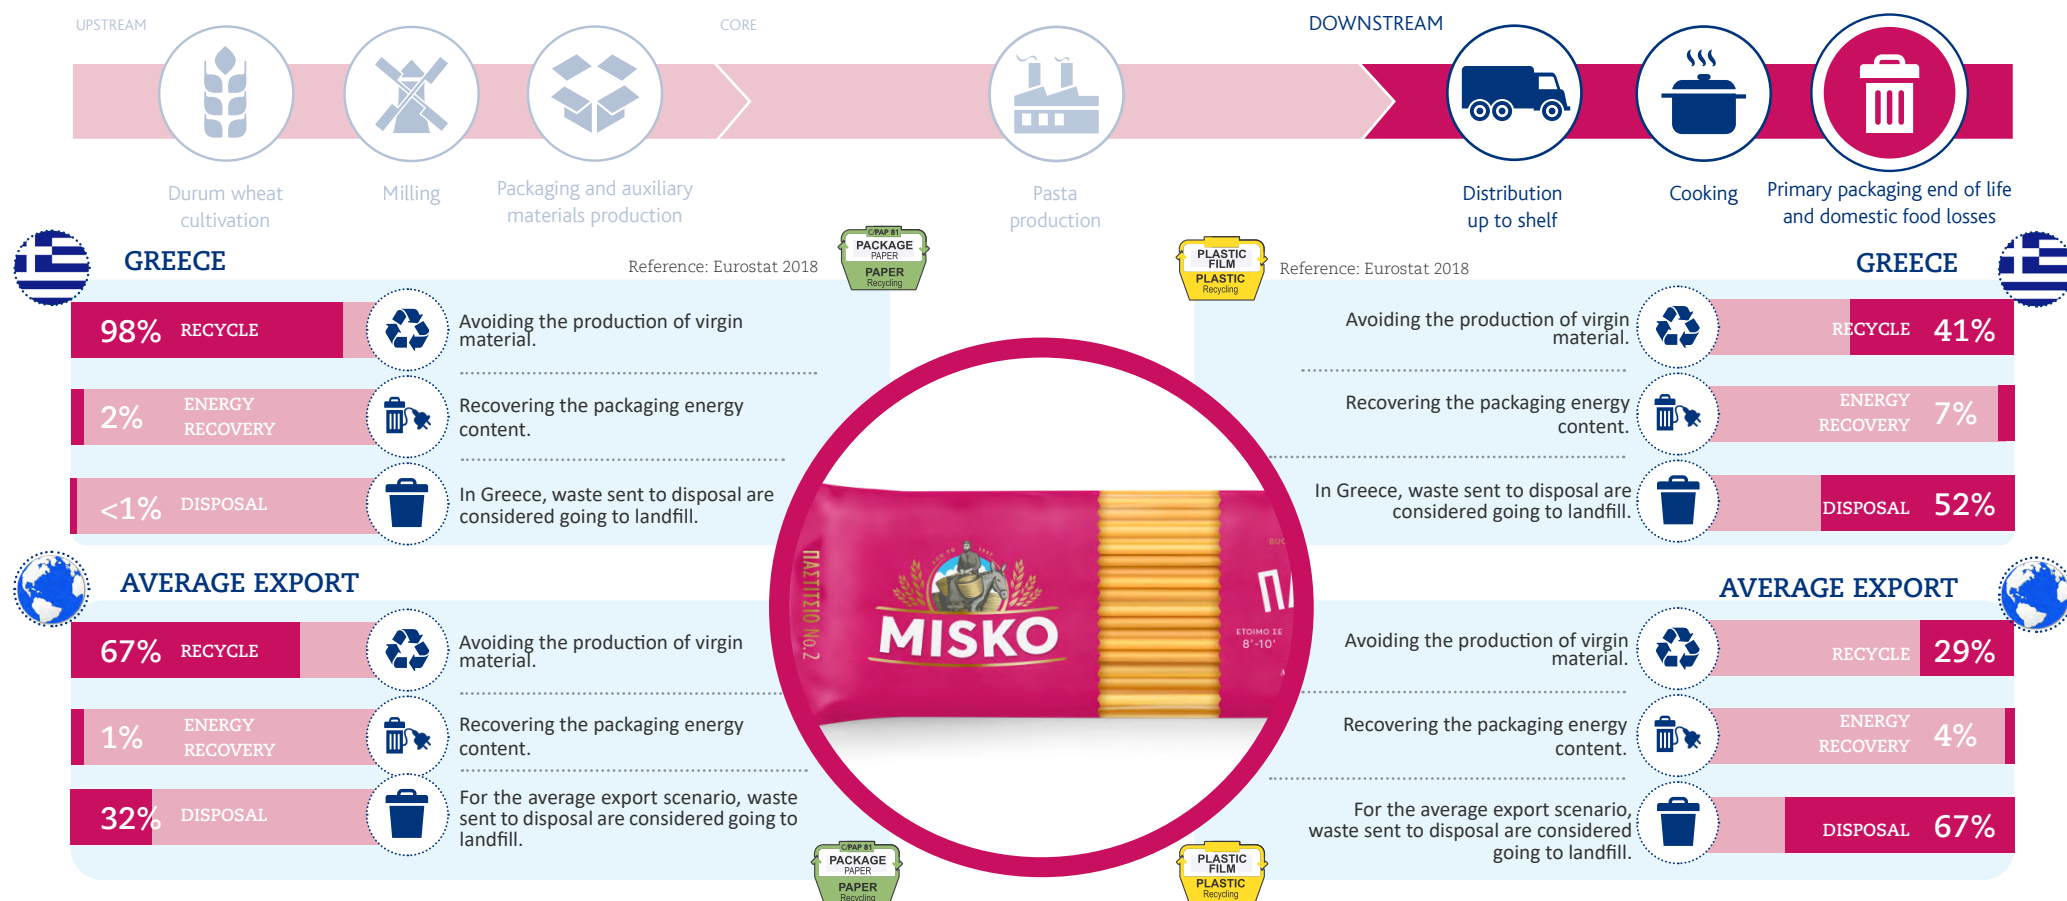 UPSTREAM
CORE
DOWNSTREAM
Durum wheat
cultivation
Milling
Packaging and auxiliary
materials production
Pasta
production
Distribution
up to shelf
Cooking
Primary packaging end of life
and domestic food losses
GREECE
Reference: Eurostat 2018
C/PAP 81
PACKAGE
PAPER
PAPER
Recycling
98% RECYCLE
Avoiding the production of virgin
material.
2% ENERGY
RECOVERY
Recovering the packaging energy
content.
<1% DISPOSAL
In Greece, waste sent to disposal are
considered going to landfill.
AVERAGE EXPORT
67% RECYCLE
Avoiding the production of virgin
material.
1% ENERGY
RECOVERY
Recovering the packaging energy
content.
32% DISPOSAL
For the average export scenario, waste
sent to disposal are considered going to
landfill.
C/PAP 81
PACKAGE
PAPER
PAPER
Recycling
ΠΑΣΤΙΤΣΙΟ No.2
MISKO
ΕΤΟΙΜΟ ΣΕ
8'-10'
PLASTIC
FILM
PLASTIC
Recycling
Reference: Eurostat 2018
GREECE
Avoiding the production of virgin
material.
RECYCLE 41%
Recovering the packaging energy
content.
ENERGY
RECOVERY 7%
In Greece, waste sent to disposal are
considered going to landfill.
DISPOSAL 52%
AVERAGE EXPORT
Avoiding the production of virgin
material.
RECYCLE 29%
Recovering the packaging energy
content.
ENERGY
RECOVERY 4%
For the average export scenario,
waste sent to disposal are considered
going to landfill.
DISPOSAL 67%
PLASTIC
FILM
PLASTIC
Recycling